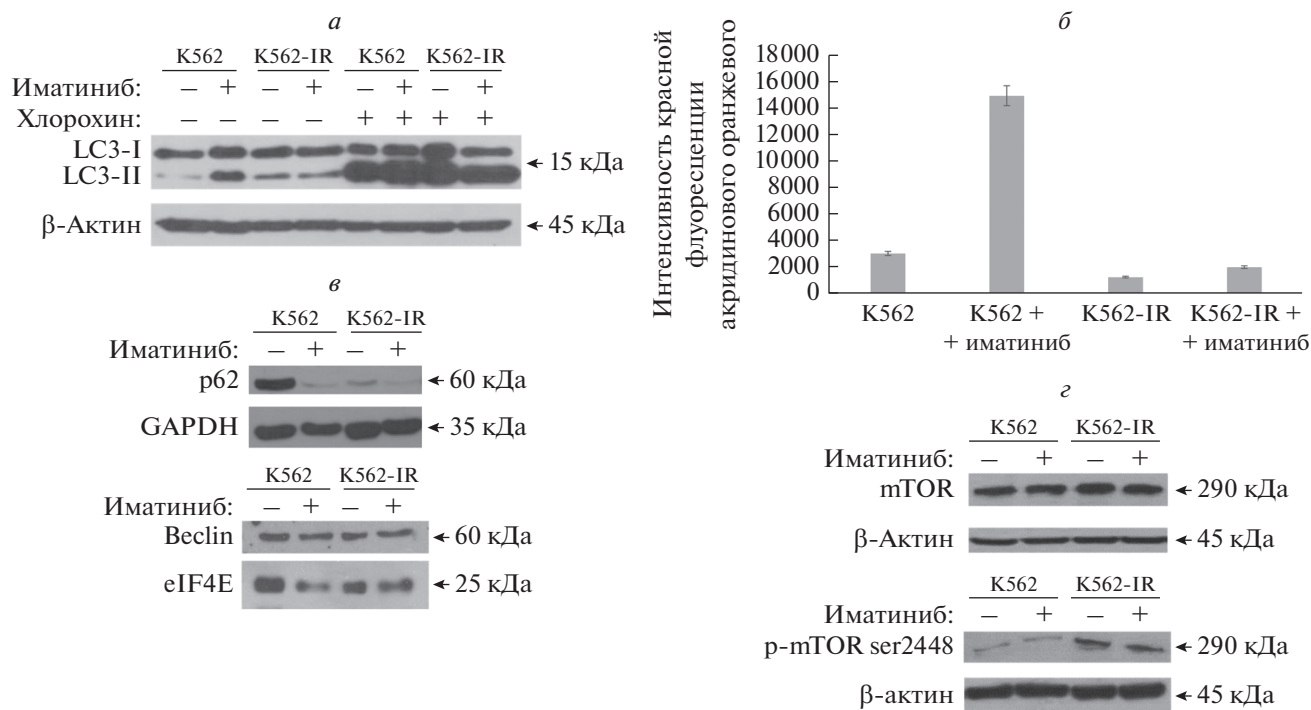 а
K562 K562-IR K562 K562-IR
Иматиниб: – + – + – + – +
Хлорохин: – – – – + + + +
LC3-I
LC3-II
15 кДа
β-Актин
45 кДа
б
Интенсивность красной
флуоресценции
акридинового оранжевого
18000
16000
14000
12000
10000
8000
6000
4000
2000
0
K562
K562 +
+ иматиниб
K562-IR
K562-IR +
+ иматиниб
в
K562 K562-IR
Иматиниб: – + – +
p62
60 кДа
GAPDH
35 кДа
K562 K562-IR
Иматиниб: – + – +
Beclin
60 кДа
eIF4E
25 кДа
г
K562 K562-IR
Иматиниб: – + – +
mTOR
290 кДа
β-Актин
45 кДа
K562 K562-IR
Иматиниб: – + – +
p-mTOR ser2448
290 кДа
β-актин
45 кДа